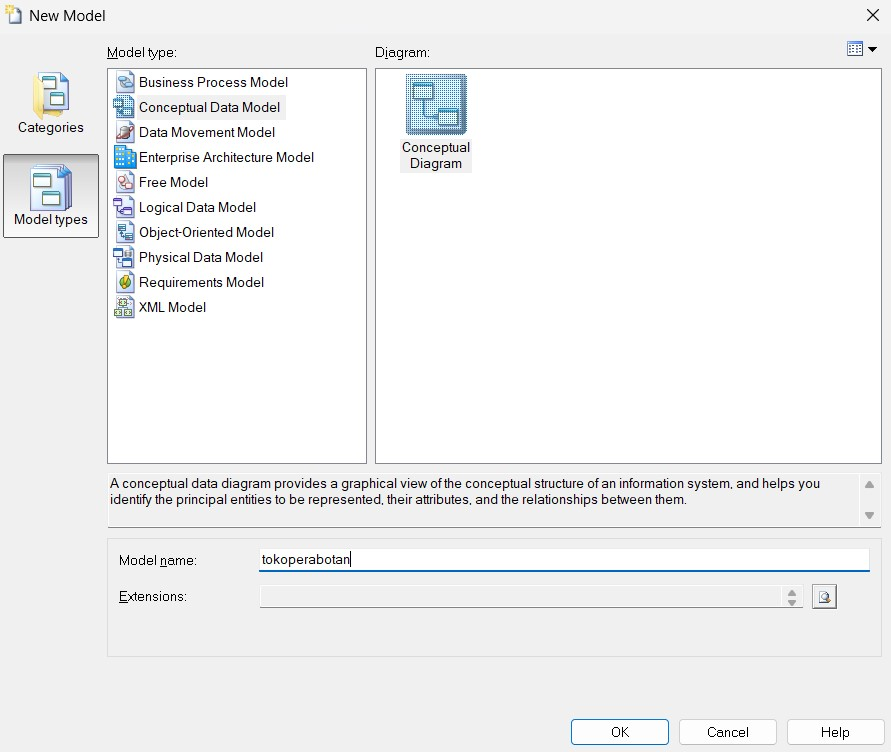 New Model
Model type:
Diagram:
Categories
Model types
Business Process Model
Conceptual Data Model
Data Movement Model
Enterprise Architecture Model
Free Model
Logical Data Model
Object-Oriented Model
Physical Data Model
Requirements Model
XML Model
Conceptual
Diagram
A conceptual data diagram provides a graphical view of the conceptual structure of an information system, and helps you
identify the principal entities to be represented, their attributes, and the relationships between them.
Model name:
tokoperabotan
Extensions:
OK
Cancel
Help